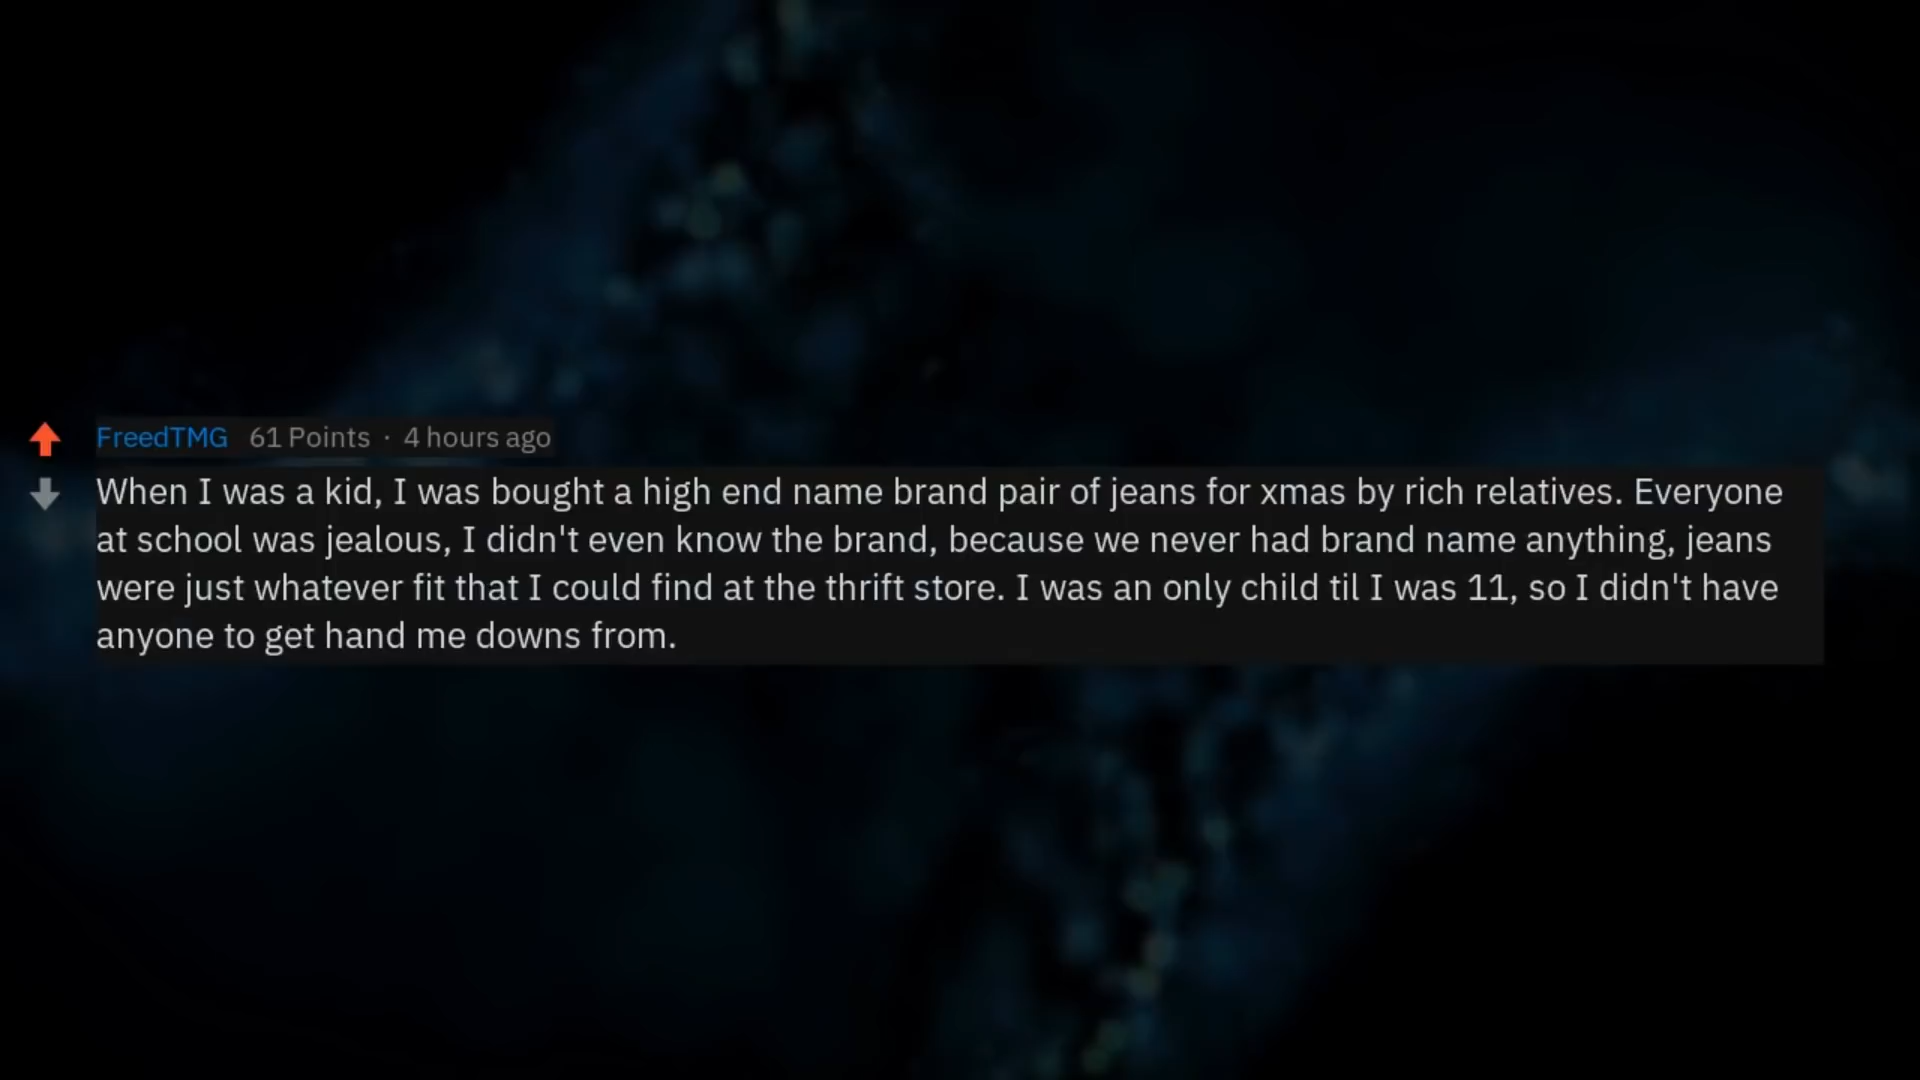 FreedTMG 61 Points · 4 hours ago
When I was a kid, I was bought a high end name brand pair of jeans for xmas by rich relatives. Everyone
at school was jealous, I didn't even know the brand, because we never had brand name anything, jeans
were just whatever fit that I could find at the thrift store. I was an only child til I was 11, so I didn't have
anyone to get hand me downs from.